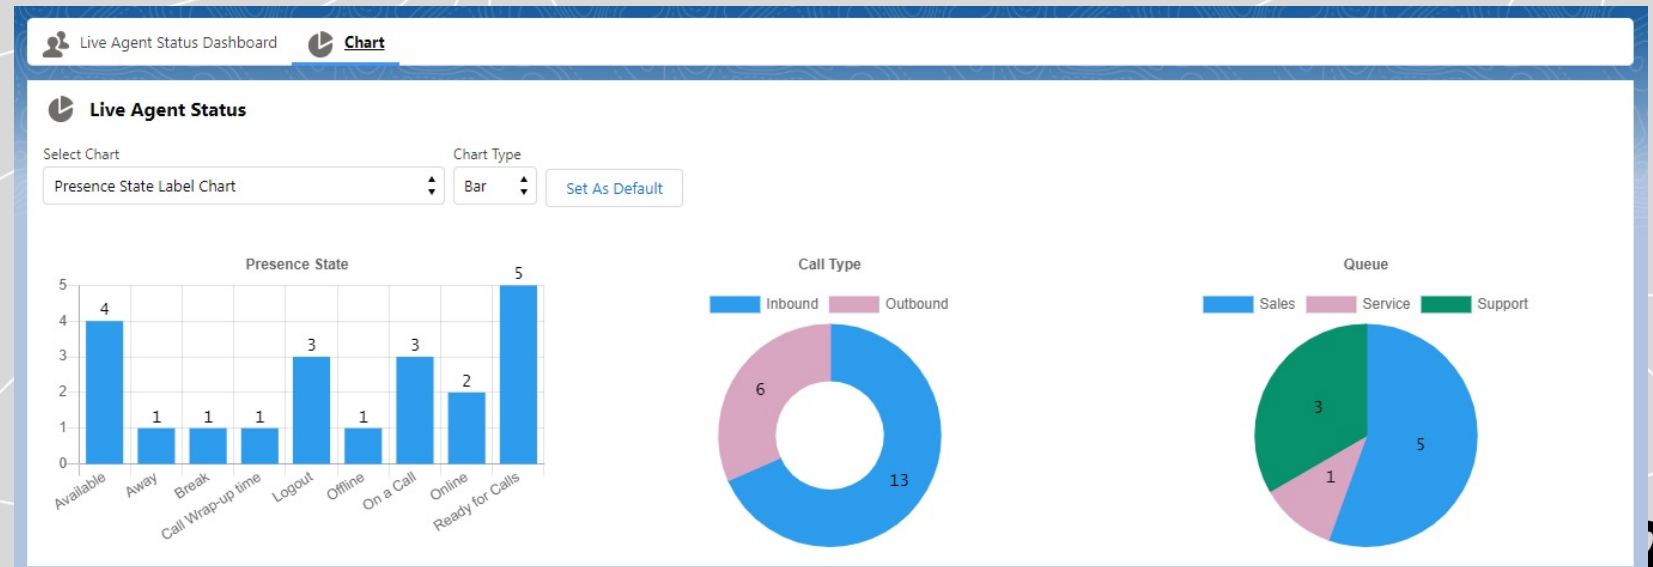 Live Agent Status Dashboard
Chart
Live Agent Status
Select Chart
Chart Type
Presence State Label Chart
Bar
Set As Default
Presence State
5
4
3
2
1
0
4
1
1
1
3
1
3
2
5
Available
Away
Break
Call Wrap-up time
Logout
Offline
On a Call
Online
Ready for Calls
Call Type
Inbound
Outbound
6
13
Queue
Sales
Service
Support
3
5
1